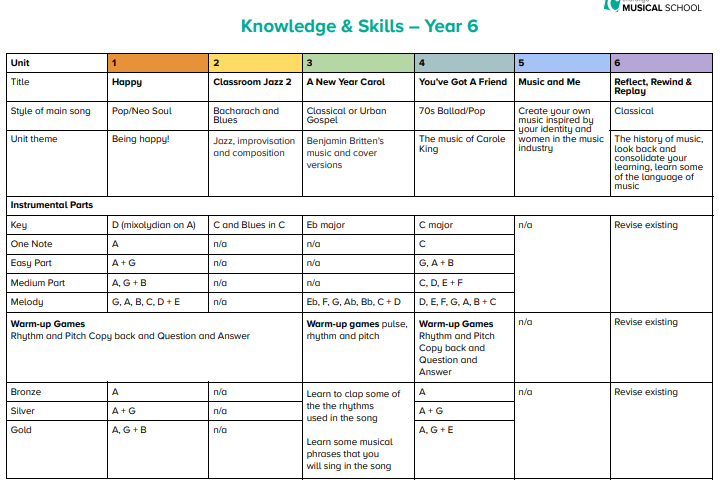 MUSICAL SCHOOL
Knowledge & Skills – Year 6
Unit 1 2 3 4 5 6
Title Happy Classroom Jazz 2 A New Year Carol You've Got A Friend Music and Me Reflect, Rewind &
Replay
Style of main song Pop/Neo Soul Bacharach and
Blues Classical or Urban
Gospel 70s Ballad/Pop Create your own
music inspired by
your identity and
women in the music
industry Classical
Unit theme Being happy! Jazz, improvisation
and composition Benjamin Britten's
music and cover
versions The music of Carole
King The history of music,
look back and
consolidate your
learning, learn some
of the language of
music
Instrumental Parts
Key D (mixolydian on A) C and Blues in C Eb major C major n/a Revise existing
One Note A n/a n/a C
Easy Part A + G n/a n/a G, A + B
Medium Part A, G + B n/a n/a C, D, E + F
Melody G, A, B, C, D + E n/a Eb, F, G, Ab, Bb, C + D D, E, F, G, A, B + C
Warm-up Games
Rhythm and Pitch Copy back and Question and Answer
Warm-up games pulse,
rhythm and pitch
Warm-up Games
Rhythm and Pitch
Copy back and
Question and
Answer
n/a Revise existing
Bronze A n/a Learn to clap some of
the the rhythms
used in the song
Learn some musical
phrases that you
will sing in the song
A n/a Revise existing
Silver A + G n/a A + G
Gold A, G + B n/a A, G + E